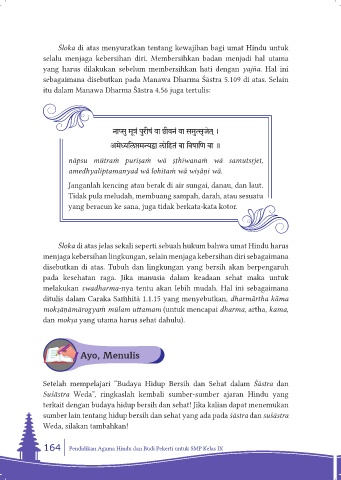 Śloka di atas menyuratkan tentang kewajiban bagi umat Hindu untuk
selalu menjaga kebersihan diri. Membersihkan badan menjadi hal utama
yang harus dilakukan sebelum membersihkan hati dengan yajña. Hal ini
sebagaimana disebutkan pada Manawa Dharma Śāstra 5.109 di atas. Selain
itu dalam Manawa Dharma Śāstra 4.56 juga tertulis:
नाप्सु मूत्रं पुरीषं वा ष्ठीवनं वा समुत्सृजेत् ।
अमेध्यलिप्तमन्यद्वा लोहितं वा विषाणि वा ॥
nāpsu mūtraṁ puriṣaṁ wā ṣṭhiwanaṁ wā samutsrjet,
amedhyaliptamanyad wā lohitaṁ wā wiṣāṇi wā.
Janganlah kencing atau berak di air sungai, danau, dan laut.
Tidak pula meludah, membuang sampah, darah, atau sesuatu
yang beracun ke sana, juga tidak berkata-kata kotor.
Śloka di atas jelas sekali seperti sebuah hukum bahwa umat Hindu harus
menjaga kebersihan lingkungan, selain menjaga kebersihan diri sebagaimana
disebutkan di atas. Tubuh dan lingkungan yang bersih akan berpengaruh
pada kesehatan raga. Jika manusia dalam keadaan sehat maka untuk
melakukan swadharma-nya tentu akan lebih mudah. Hal ini sebagaimana
ditulis dalam Caraka Saṁhitā 1.1.15 yang menyebutkan, dharmārtha kāma
mokṣāṇāmārogyaṁ mūlam uttamam (untuk mencapai dharma, artha, kama,
dan mokṣa yang utama harus sehat dahulu).
Ayo, Menulis
Setelah mempelajari "Budaya Hidup Bersih dan Sehat dalam Śāstra dan
Suśāstra Weda", ringkaslah kembali sumber-sumber ajaran Hindu yang
terkait dengan budaya hidup bersih dan sehat! Jika kalian dapat menemukan
sumber lain tentang hidup bersih dan sehat yang ada pada śāstra dan suśāstra
Weda, silakan tambahkan!
164 Pendidikan Agama Hindu dan Budi Pekerti untuk SMP Kelas IX